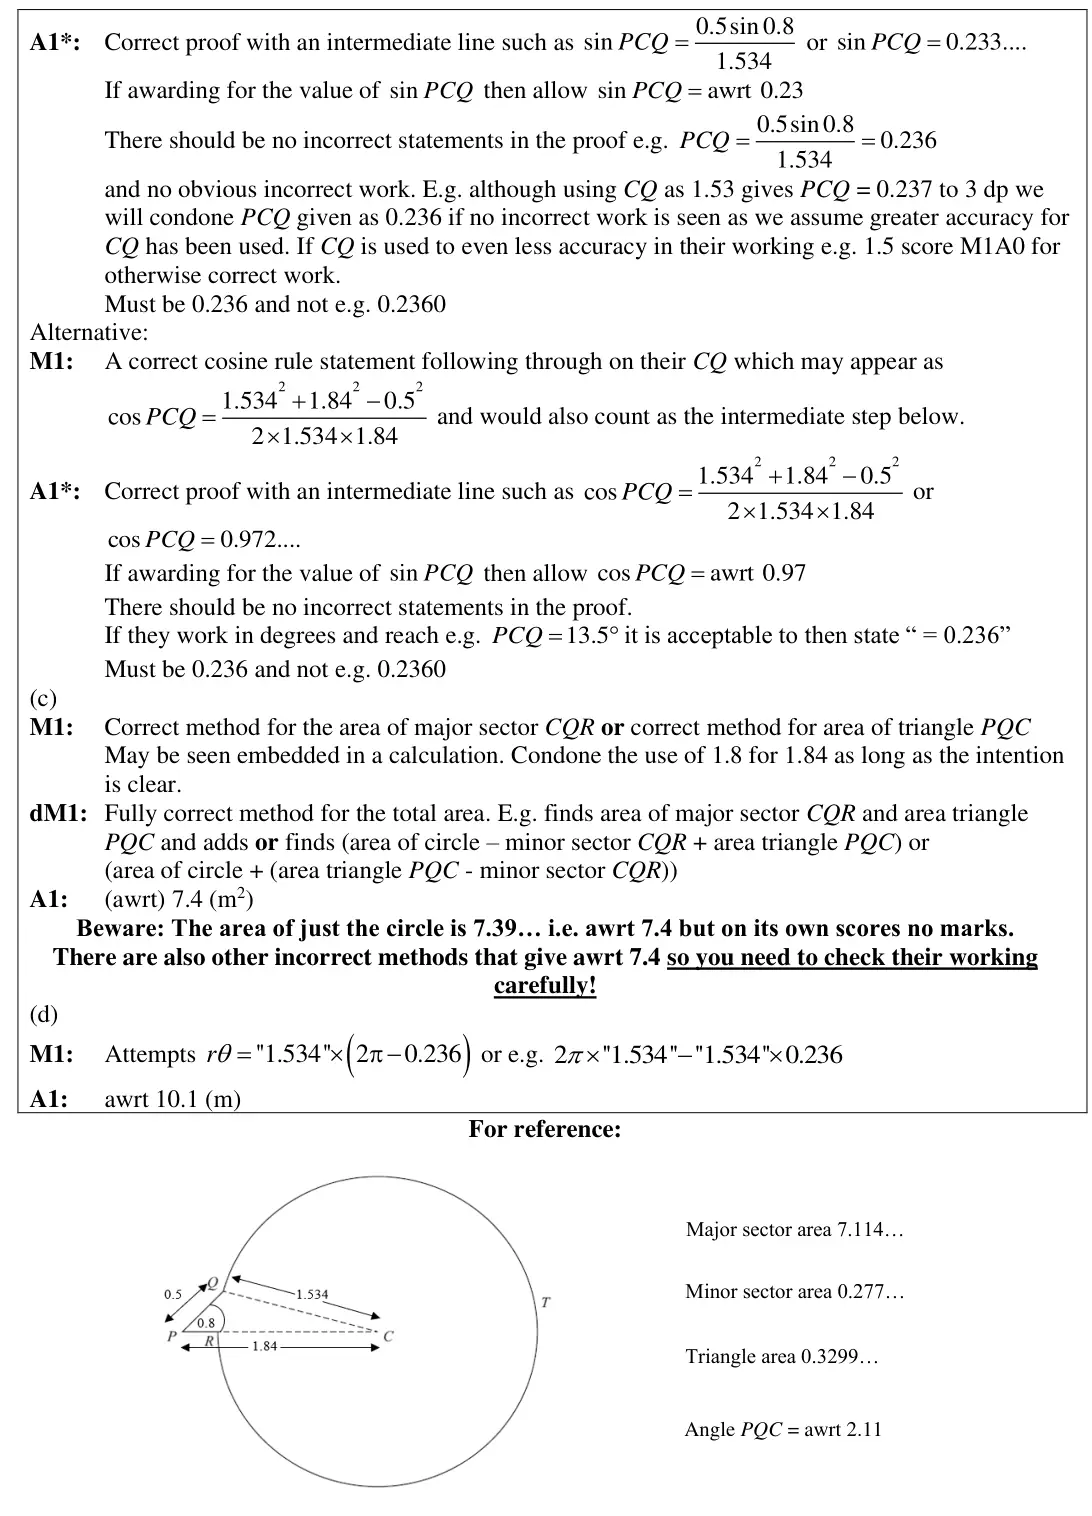 A1*: Correct proof with an intermediate line such as sin PCQ = 0.5sin 0.8 / 1.534 or sin PCQ = 0.233....
If awarding for the value of sin PCQ then allow sin PCQ = awrt 0.23
There should be no incorrect statements in the proof e.g. PCQ = 0.5sin 0.8 / 1.534 = 0.236
and no obvious incorrect work. E.g. although using CQ as 1.53 gives PCQ = 0.237 to 3 dp we
will condone PCQ given as 0.236 if no incorrect work is seen as we assume greater accuracy for
CQ has been used. If CQ is used to even less accuracy in their working e.g. 1.5 score M1A0 for
otherwise correct work.
Must be 0.236 and not e.g. 0.2360
Alternative:
M1: A correct cosine rule statement following through on their CQ which may appear as
cos PCQ = (1.534² + 1.84² − 0.5²) / (2×1.534×1.84) and would also count as the intermediate step below.
A1*: Correct proof with an intermediate line such as cos PCQ = (1.534² + 1.84² − 0.5²) / (2×1.534×1.84) or
cos PCQ = 0.972....
If awarding for the value of sin PCQ then allow cos PCQ = awrt 0.97
There should be no incorrect statements in the proof.
If they work in degrees and reach e.g. PCQ = 13.5° it is acceptable to then state “ = 0.236”
Must be 0.236 and not e.g. 0.2360
(c)
M1: Correct method for the area of major sector CQR or correct method for area of triangle PQC
May be seen embedded in a calculation. Condone the use of 1.8 for 1.84 as long as the intention
is clear.
dM1: Fully correct method for the total area. E.g. finds area of major sector CQR and area triangle
PQC and adds or finds (area of circle – minor sector CQR + area triangle PQC) or
(area of circle + (area triangle PQC - minor sector CQR))
A1: (awrt) 7.4 (m²)
Beware: The area of just the circle is 7.39… i.e. awrt 7.4 but on its own scores no marks.
There are also other incorrect methods that give awrt 7.4 so you need to check their working
carefully!
(d)
M1: Attempts rθ = "1.534"×(2π − 0.236) or e.g. 2π × "1.534" − "1.534"×0.236
A1: awrt 10.1 (m)
For reference:
Major sector area 7.114…
Minor sector area 0.277…
Triangle area 0.3299…
Angle PQC = awrt 2.11
0.5
Q
1.534
T
0.8
P
R
C
1.84